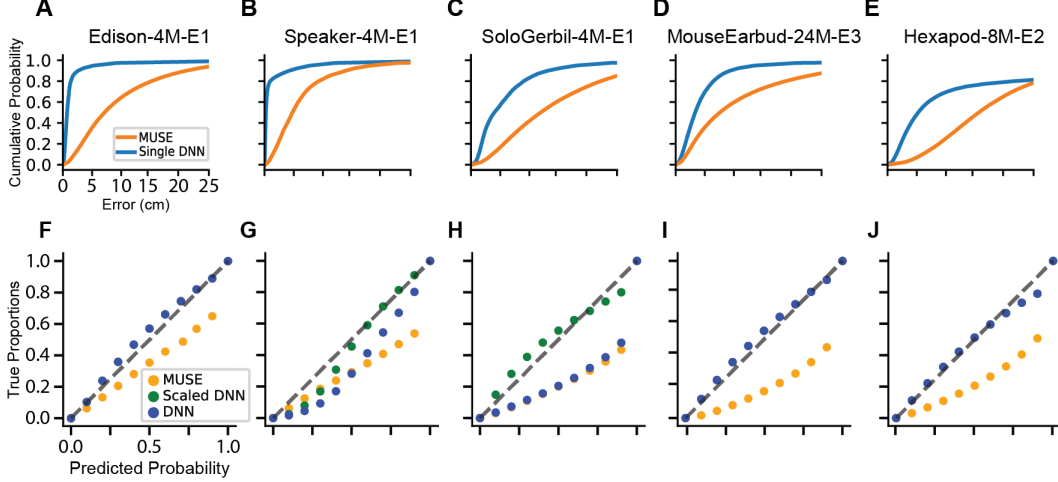 A
B
C
D
E
Edison-4M-E1
Speaker-4M-E1
SoloGerbil-4M-E1
MouseEarbud-24M-E3
Hexapod-8M-E2
Cumulative Probability
1.0
0.8
0.6
0.4
0.2
0.0
MUSE
Single DNN
0 5 10 15 25
Error (cm)
F
G
H
I
J
True Proportions
1.0
0.8
0.6
0.4
0.2
0.0
MUSE
Scaled DNN
DNN
0.0 0.5 1.0
Predicted Probability